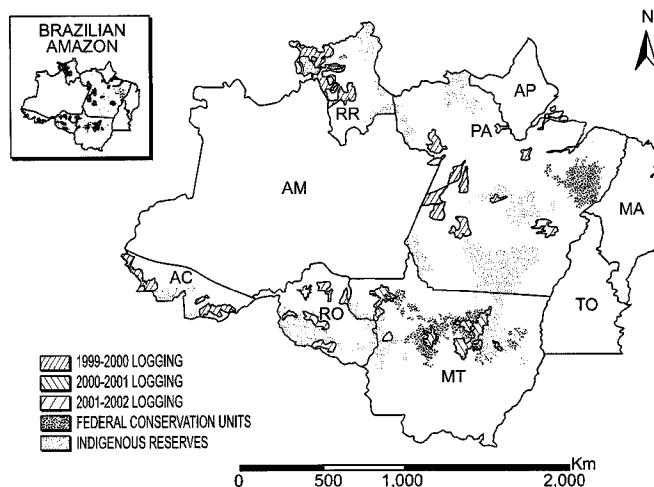 BRAZILIAN
AMAZON
N
RR
AP
PA
AM
MA
AC
RO
TO
MT
1999-2000 LOGGING
2000-2001 LOGGING
2001-2002 LOGGING
FEDERAL CONSERVATION UNITS
INDIGENOUS RESERVES
Km
0 500 1,000 2,000